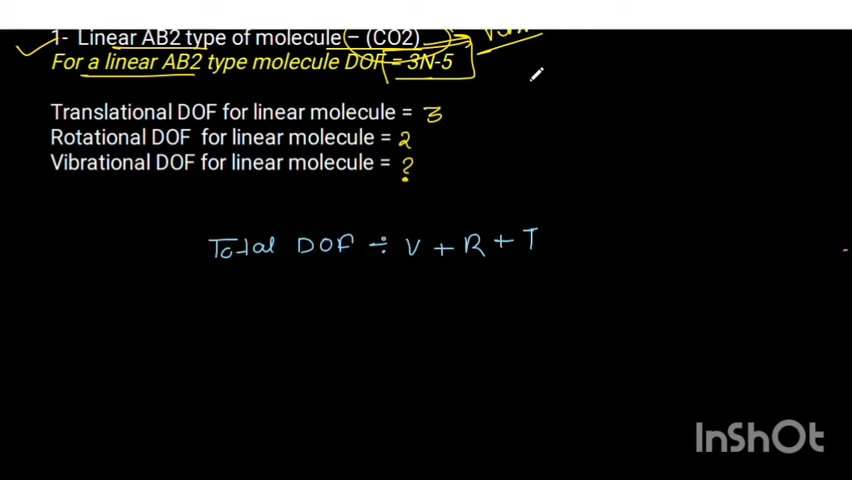 1- Linear AB2 type of molecule – (CO2)
For a linear AB2 type molecule DOF = 3N-5
Translational DOF for linear molecule = 3
Rotational DOF for linear molecule = 2
Vibrational DOF for linear molecule = ?
Total DOF ÷ V + R + T
InShOt